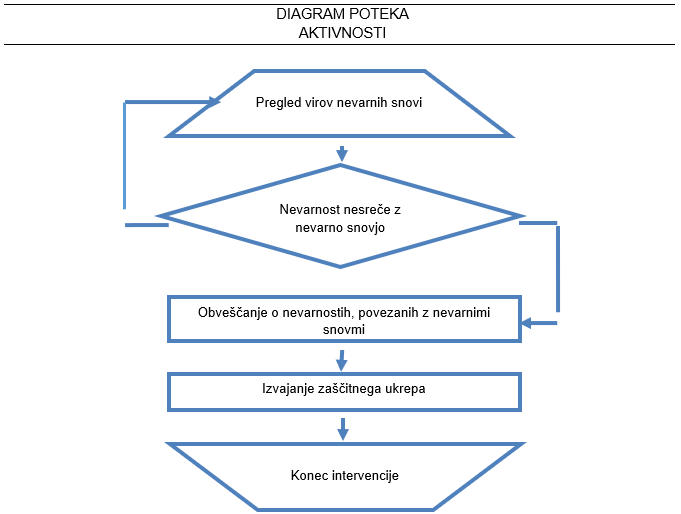 DIAGRAM POTEKA
AKTIVNOSTI
Pregled virov nevarnih snovi
Nevarnost nesreče z
nevarno snovjo
Obveščanje o nevarnostih, povezanih z nevarnimi
snovmi
Izvajanje zaščitnega ukrepa
Konec intervencije